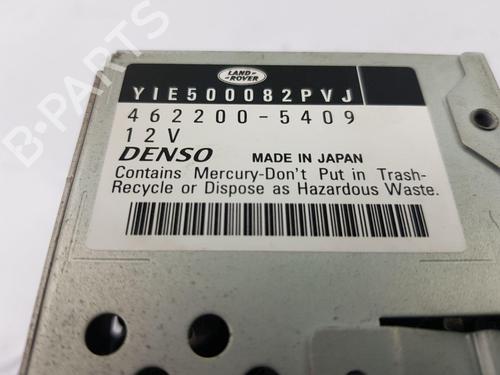 LAND-
-ROVER
YIE500082PVJ
462200-5409
12V
DENSO MADE IN JAPAN
Contains Mercury-Don't Put in Trash-
Recycle or Dispose as Hazardous Waste.
B-PARTS